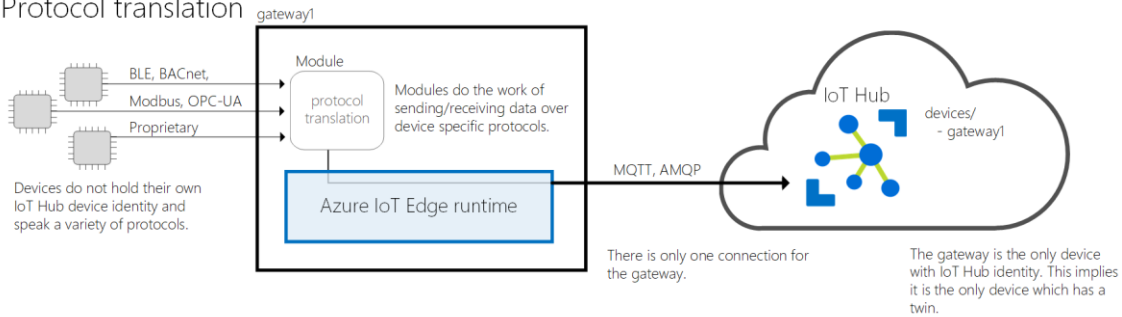 Protocol translation
gateway1
BLE, BACnet,
Modbus, OPC-UA
Proprietary
Devices do not hold their own
IoT Hub device identity and
speak a variety of protocols.
Module
protocol
translation
Modules do the work of
sending/receiving data over
device specific protocols.
Azure IoT Edge runtime
MQTT, AMQP
There is only one connection for
the gateway.
IoT Hub
devices/
- gateway1
The gateway is the only device
with IoT Hub identity. This implies
it is the only device which has a
twin.